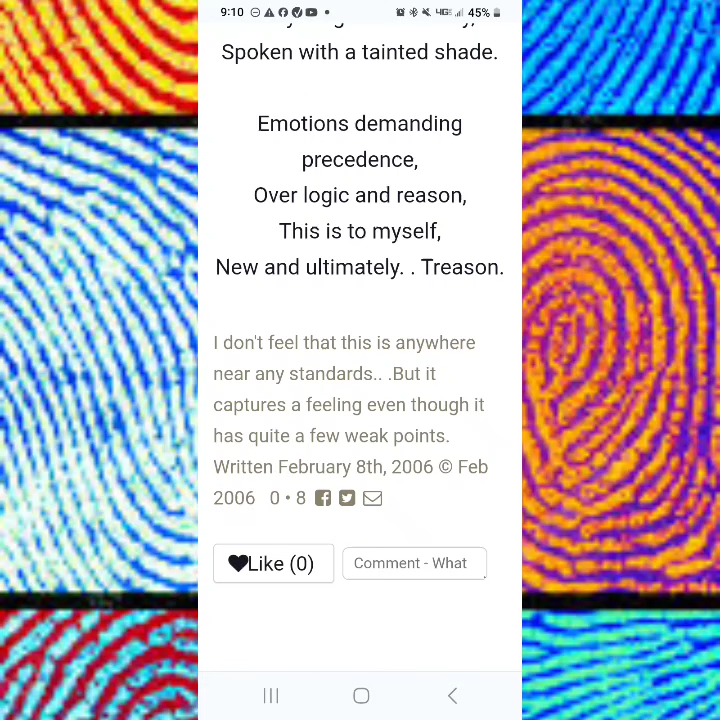 9:10 4G 45%
Spoken with a tainted shade.
Emotions demanding
precedence,
Over logic and reason,
This is to myself,
New and ultimately. . Treason.
I don't feel that this is anywhere
near any standards.. .But it
captures a feeling even though it
has quite a few weak points.
Written February 8th, 2006 © Feb
2006 0 • 8
Like (0) Comment - What